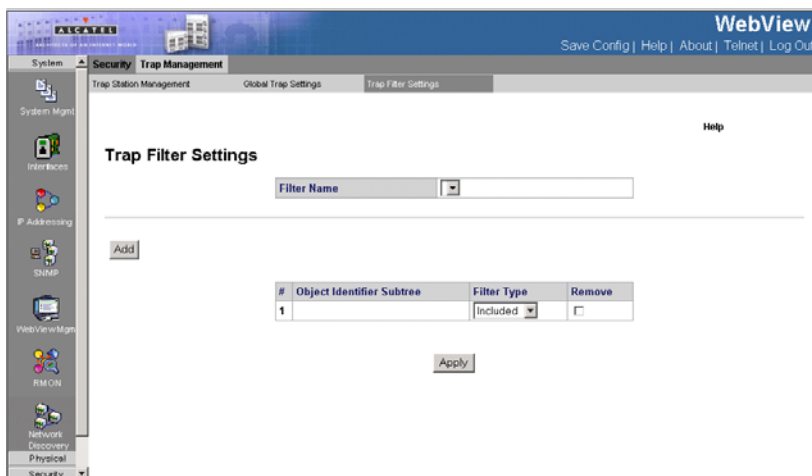 ALCATEL
WebView
Save Config | Help | About | Telnet | Log Out
System
Security
Trap Management
Trap Station Management
Global Trap Settings
Trap Filter Settings
System Mgmt
Interfaces
IP Addressing
SNMP
WebViewMgm
RMON
Network
Discovery
Physical
Security
Help
Trap Filter Settings
Filter Name
Add
# Object Identifier Subtree Filter Type Remove
1 Included
Apply